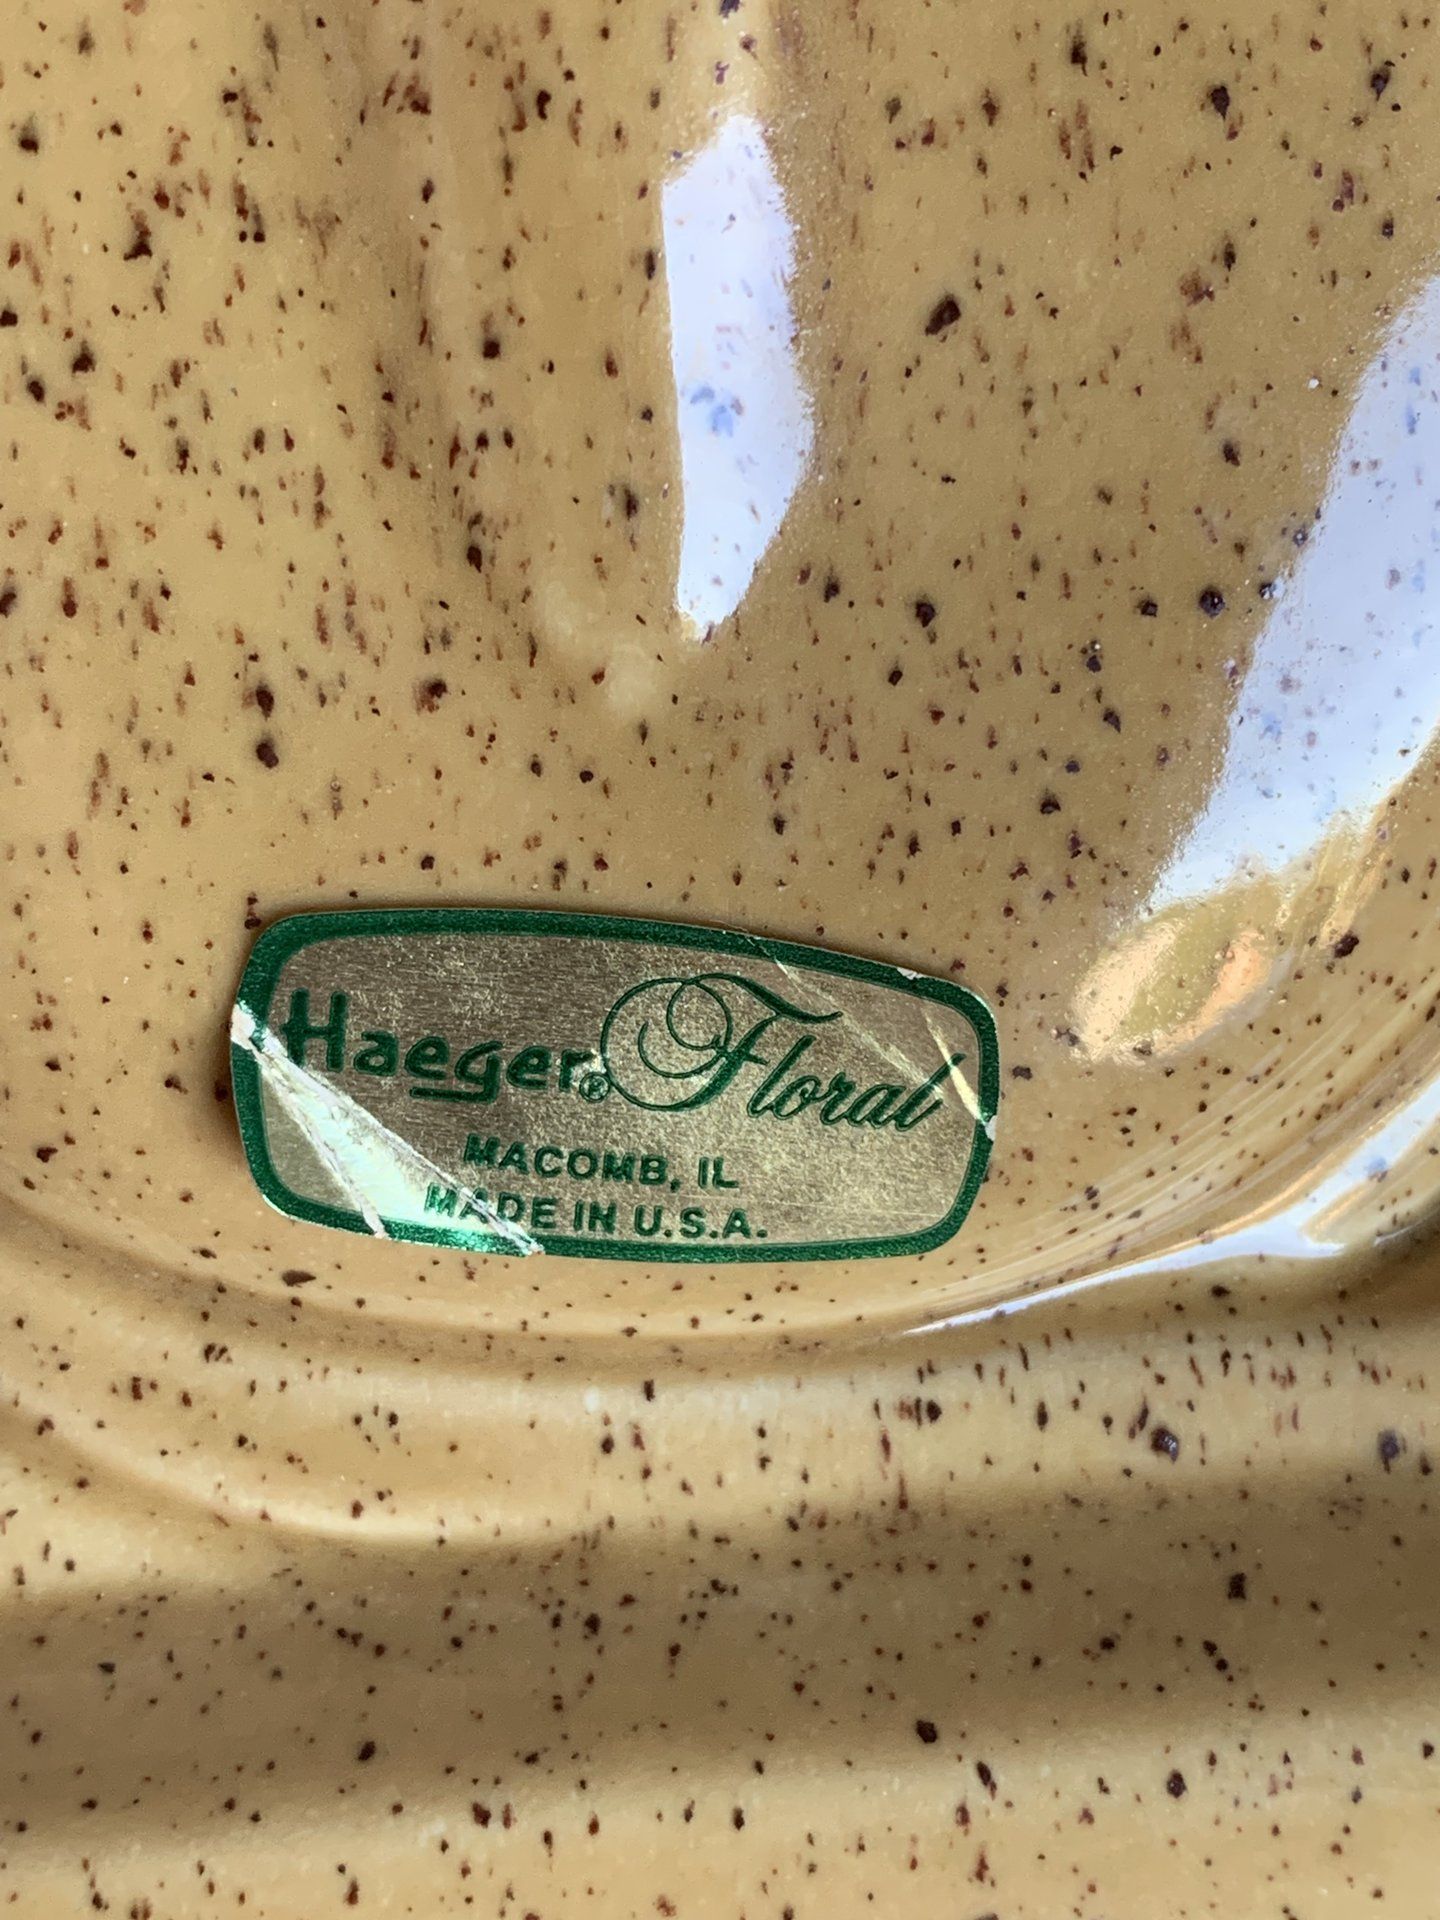 Haeger® Floral
MACOMB, IL
MADE IN U.S.A.